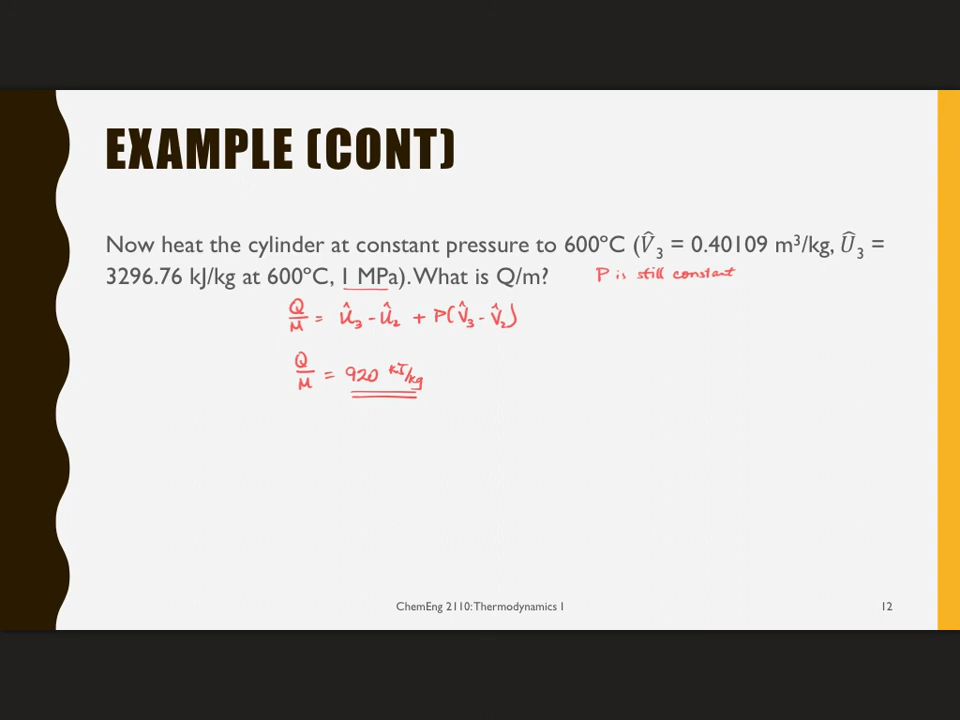 EXAMPLE (CONT)
Now heat the cylinder at constant pressure to 600°C (V̂₃ = 0.40109 m³/kg, Û₃ =
3296.76 kJ/kg at 600°C, 1 MPa). What is Q/m?
P is still constant
Q/M = Û₃ - Û₂ + P(V̂₃ - V̂₂)
Q/M = 920 kJ/kg
ChemEng 2110: Thermodynamics I
12